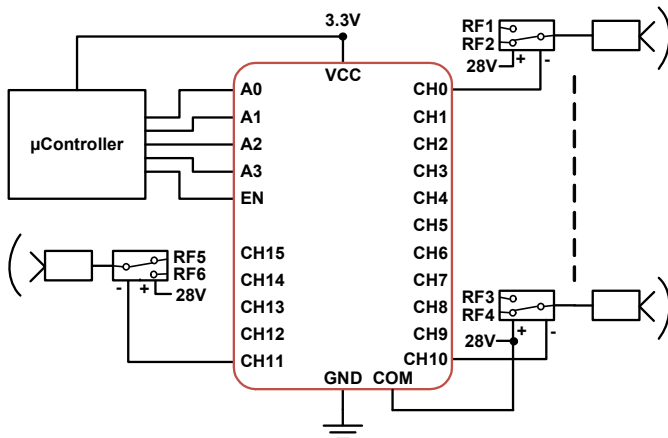 3.3V
VCC
µController
A0
A1
A2
A3
EN
CH15
CH14
CH13
CH12
CH11
CH0
CH1
CH2
CH3
CH4
CH5
CH6
CH7
CH8
CH9
CH10
GND COM
RF1
RF2
28V + -
RF5
RF6
- +
28V
RF3
RF4
+ -
28V